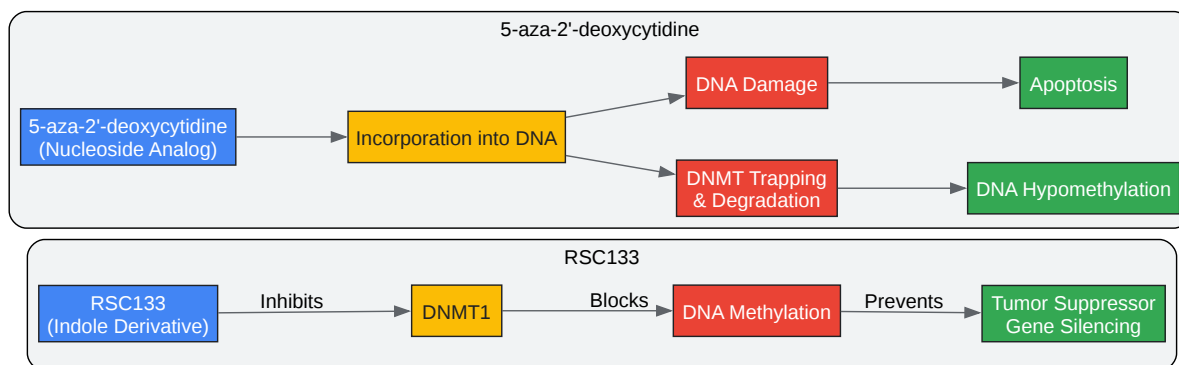 5-aza-2'-deoxycytidine
5-aza-2'-deoxycytidine
(Nucleoside Analog)
Incorporation into DNA
DNA Damage
Apoptosis
DNMT Trapping
& Degradation
DNA Hypomethylation
RSC133
RSC133
(Indole Derivative)
Inhibits
DNMT1
Blocks
DNA Methylation
Prevents
Tumor Suppressor
Gene Silencing